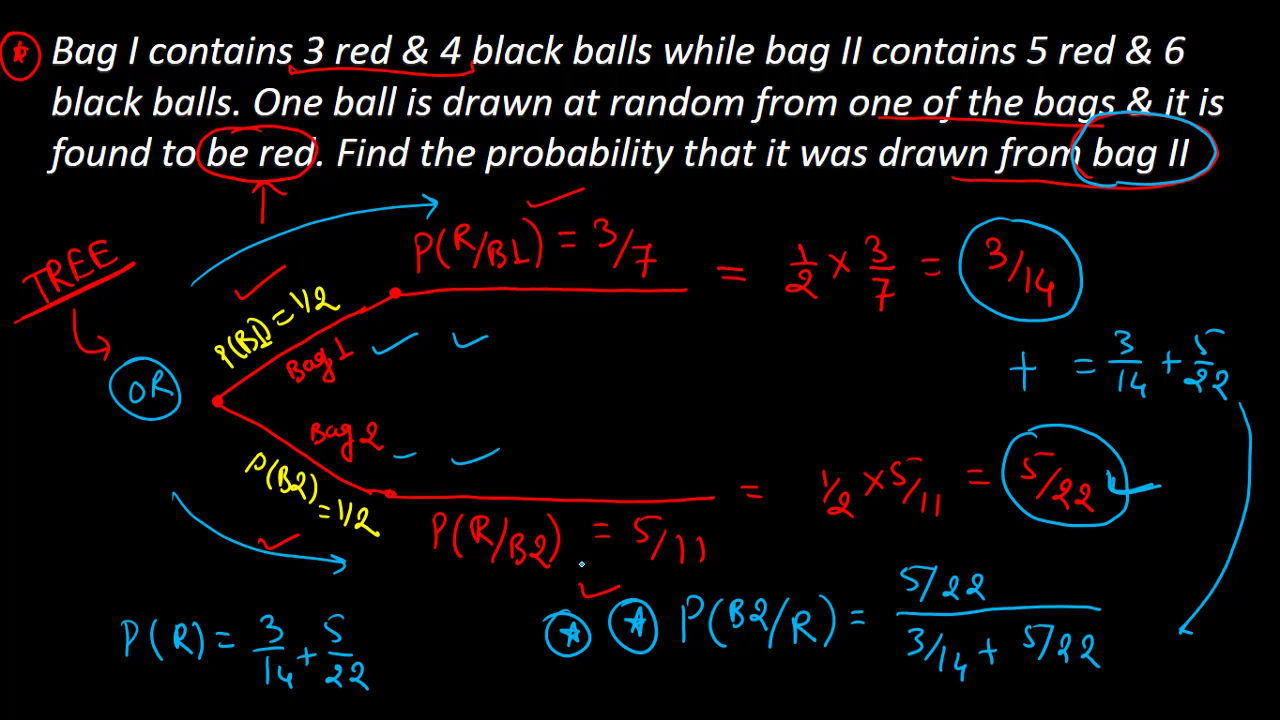 Bag I contains 3 red & 4 black balls while bag II contains 5 red & 6
black balls. One ball is drawn at random from one of the bags & it is
found to be red. Find the probability that it was drawn from bag II
TREE
P(R/B1) = 3/7
= 1/2 × 3/7 = 3/14
P(B1) = 1/2
Bag 1
OR
+ = 3/14 + 5/22
Bag 2
P(B2) = 1/2
= 1/2 × 5/11 = 5/22
P(R/B2) = 5/11
P(R) = 3/14 + 5/22
P(B2/R) = 5/22
3/14 + 5/22